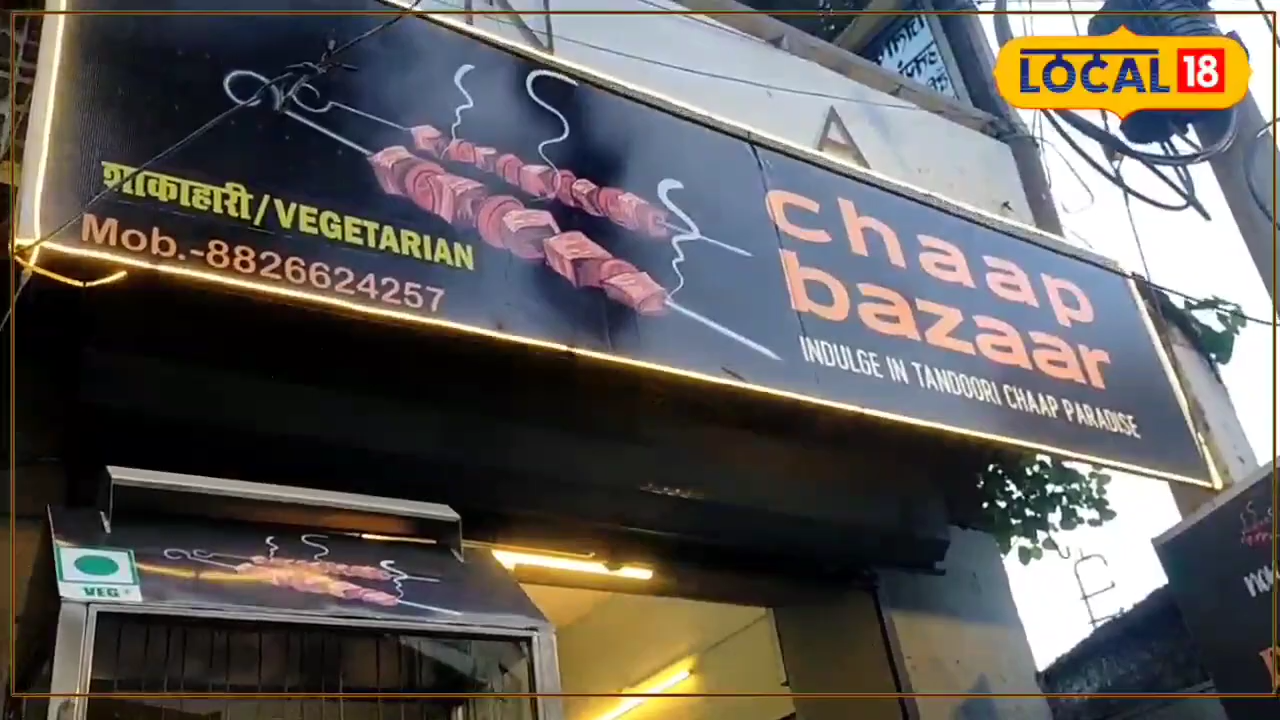 LOCAL 18
A
chaap
bazaar
INDULGE IN TANDOORI CHAAP PARADISE
शाकाहारी/VEGETARIAN
Mob.-8826624257
VEG